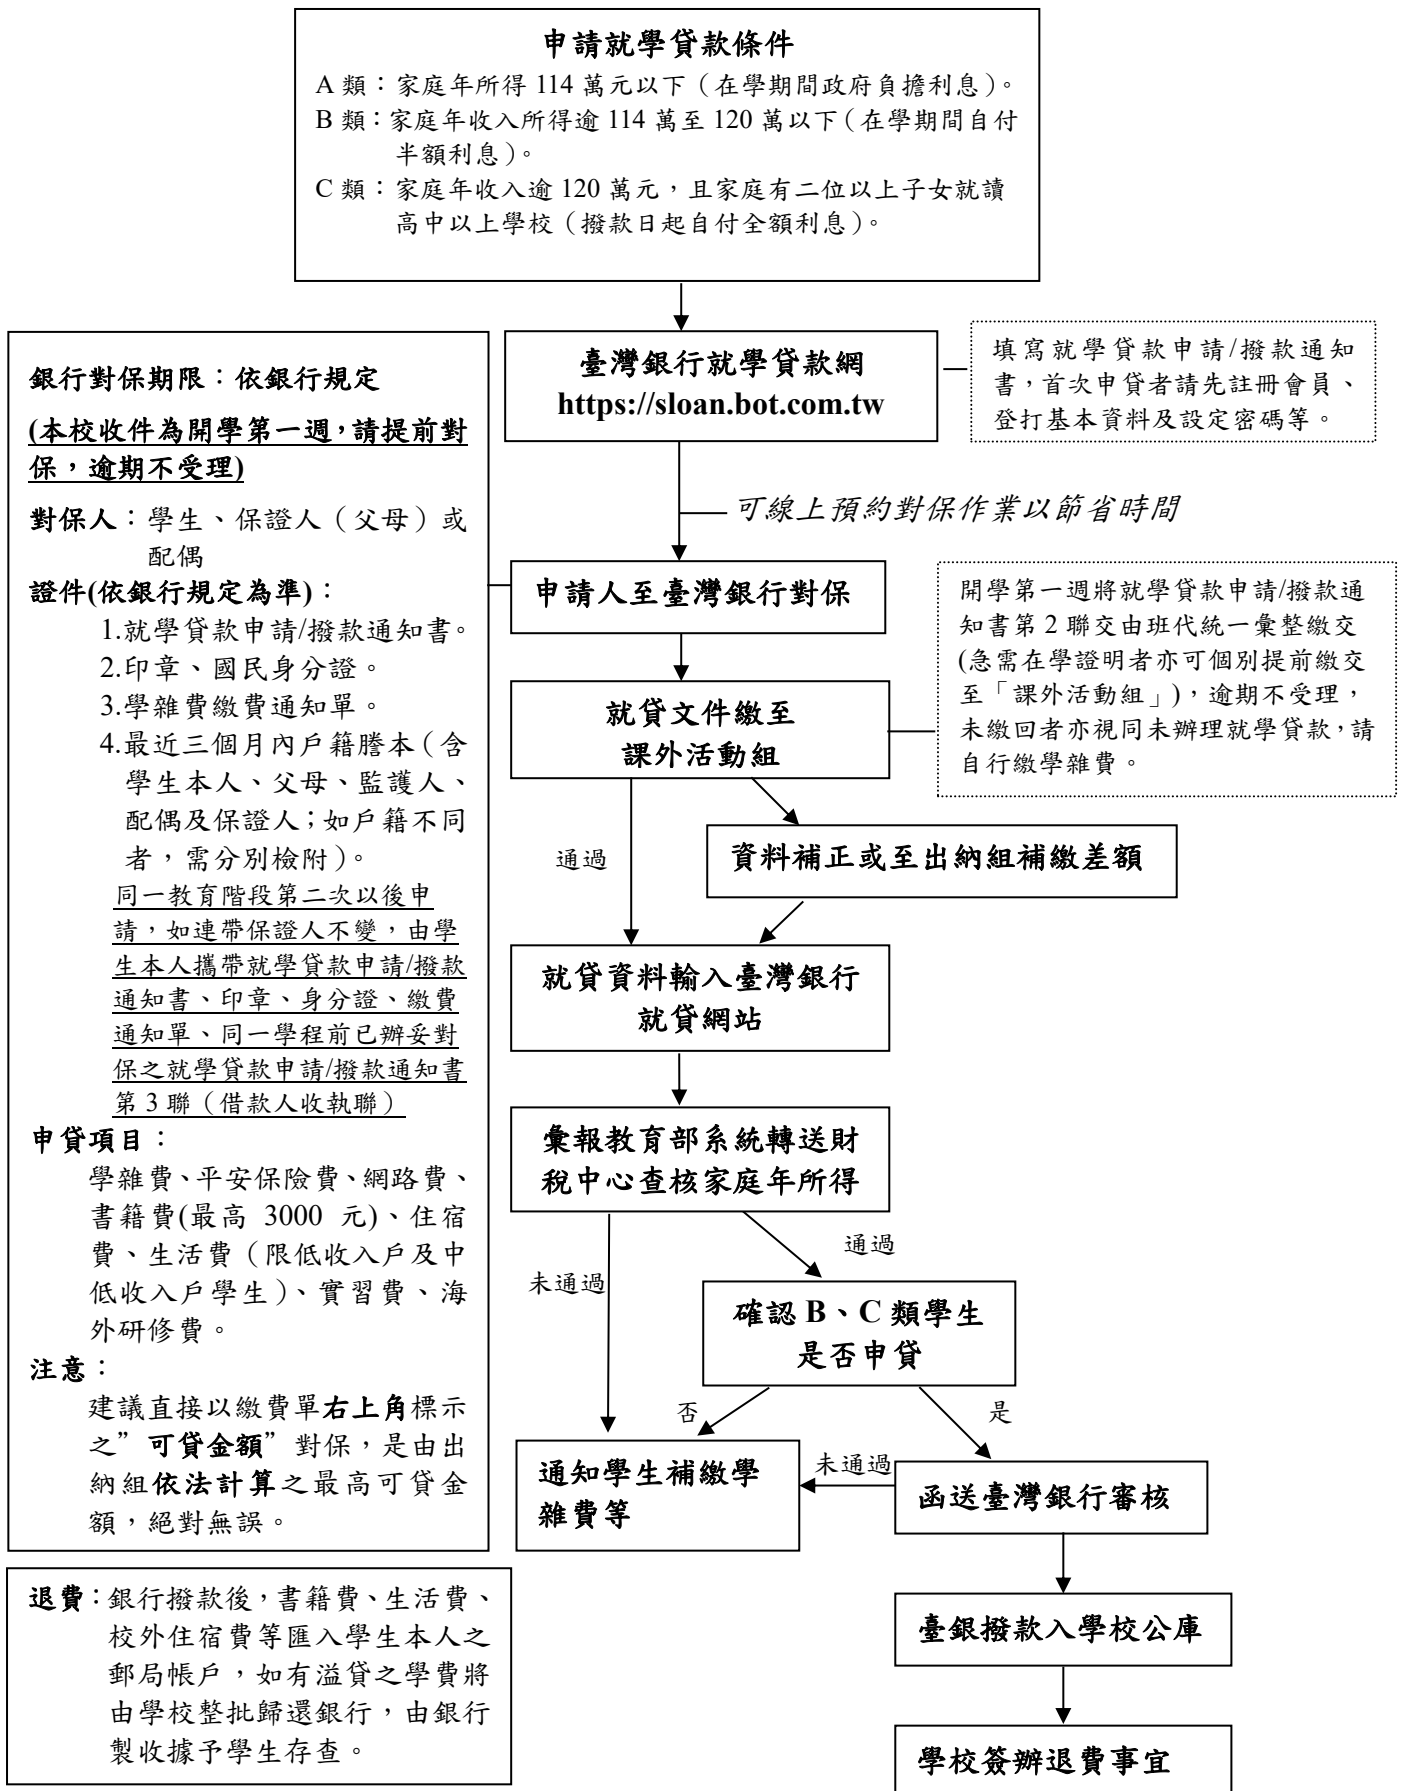 申請就學貸款條件
A 類：家庭年所得 114 萬元以下（在學期間政府負擔利息）。
B 類：家庭年收入所得逾 114 萬至 120 萬以下（在學期間自付
半額利息）。
C 類：家庭年收入逾 120 萬元，且家庭有二位以上子女就讀
高中以上學校（撥款日起自付全額利息）。
臺灣銀行就學貸款網
https://sloan.bot.com.tw
填寫就學貸款申請/撥款通知
書，首次申貸者請先註冊會員、
登打基本資料及設定密碼等。
可線上預約對保作業以節省時間
銀行對保期限：依銀行規定
(本校收件為開學第一週，請提前對
保，逾期不受理)
對保人：學生、保證人（父母）或
配偶
證件(依銀行規定為準)：
1.就學貸款申請/撥款通知書。
2.印章、國民身分證。
3.學雜費繳費通知單。
4.最近三個月內戶籍謄本（含
學生本人、父母、監護人、
配偶及保證人；如戶籍不同
者，需分別檢附）。
同一教育階段第二次以後申
請，如連帶保證人不變，由學
生本人攜帶就學貸款申請/撥款
通知書、印章、身分證、繳費
通知單、同一學程前已辦妥對
保之就學貸款申請/撥款通知書
第 3 聯（借款人收執聯）
申貸項目：
學雜費、平安保險費、網路費、
書籍費(最高 3000 元)、住宿
費、生活費（限低收入戶及中
低收入戶學生）、實習費、海
外研修費。
注意：
建議直接以繳費單右上角標示
之”可貸金額”對保，是由出
納組依法計算之最高可貸金
額，絕對無誤。
申請人至臺灣銀行對保
就貸文件繳至
課外活動組
開學第一週將就學貸款申請/撥款通
知書第 2 聯交由班代統一彙整繳交
(急需在學證明者亦可個別提前繳交
至「課外活動組」)，逾期不受理，
未繳回者亦視同未辦理就學貸款，請
自行繳學雜費。
通過
資料補正或至出納組補繳差額
就貸資料輸入臺灣銀行
就貸網站
彙報教育部系統轉送財
稅中心查核家庭年所得
通過
未通過
確認 B、C 類學生
是否申貸
否
是
通知學生補繳學
雜費等
未通過
函送臺灣銀行審核
臺銀撥款入學校公庫
學校簽辦退費事宜
退費：銀行撥款後，書籍費、生活費、
校外住宿費等匯入學生本人之
郵局帳戶，如有溢貸之學費將
由學校整批歸還銀行，由銀行
製收據予學生存查。